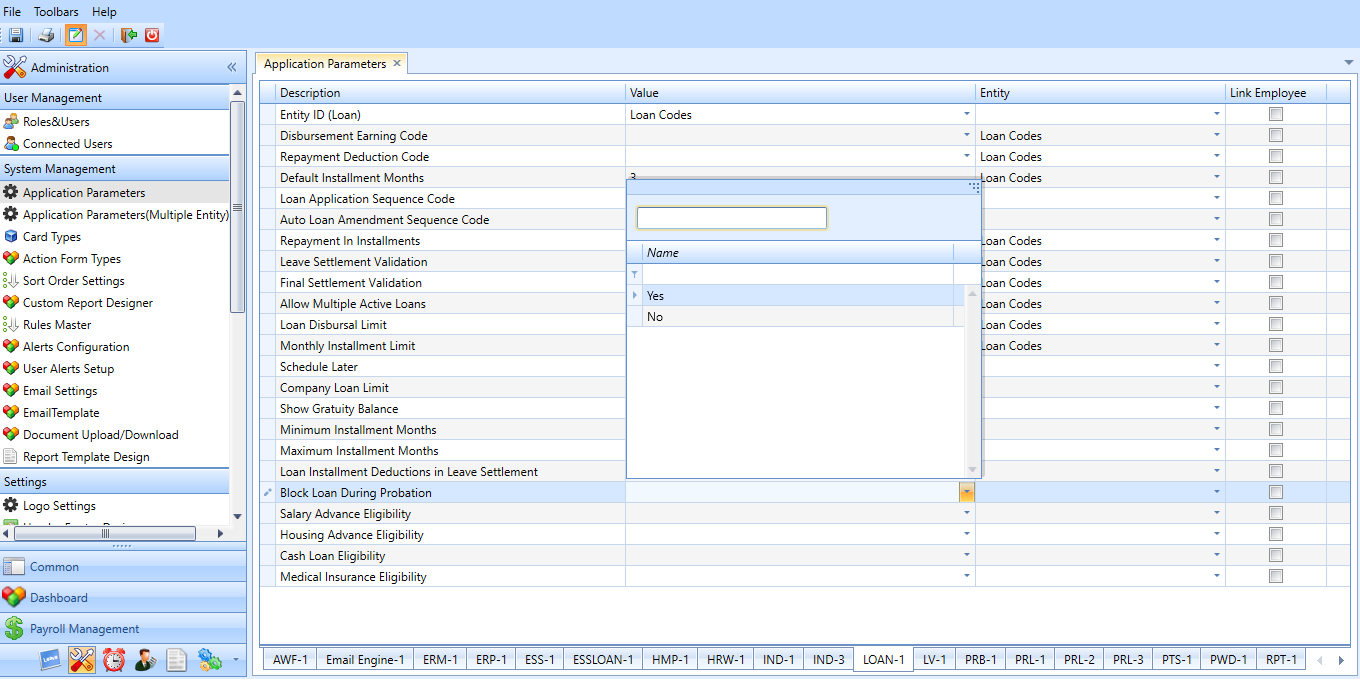 File Toolbars Help
Administration
User Management
Roles&Users
Connected Users
System Management
Application Parameters
Application Parameters(Multiple Entity)
Card Types
Action Form Types
Sort Order Settings
Custom Report Designer
Rules Master
Alerts Configuration
User Alerts Setup
Email Settings
EmailTemplate
Document Upload/Download
Report Template Design
Settings
Logo Settings
Common
Dashboard
Payroll Management
Application Parameters
Description Value Entity Link Employee
Entity ID (Loan) Loan Codes
Disbursement Earning Code Loan Codes
Repayment Deduction Code Loan Codes
Default Installment Months 3 Loan Codes
Loan Application Sequence Code
Auto Loan Amendment Sequence Code
Repayment In Installments Loan Codes
Leave Settlement Validation Loan Codes
Final Settlement Validation Loan Codes
Allow Multiple Active Loans Loan Codes
Loan Disbursal Limit Loan Codes
Monthly Installment Limit Loan Codes
Schedule Later
Company Loan Limit
Show Gratuity Balance
Minimum Installment Months
Maximum Installment Months
Loan Installment Deductions in Leave Settlement
Block Loan During Probation
Salary Advance Eligibility
Housing Advance Eligibility
Cash Loan Eligibility
Medical Insurance Eligibility
Name
Yes
No
AWF-1 Email Engine-1 ERM-1 ERP-1 ESS-1 ESSLOAN-1 HMP-1 HRW-1 IND-1 IND-3 LOAN-1 LV-1 PRB-1 PRL-1 PRL-2 PRL-3 PTS-1 PWD-1 RPT-1